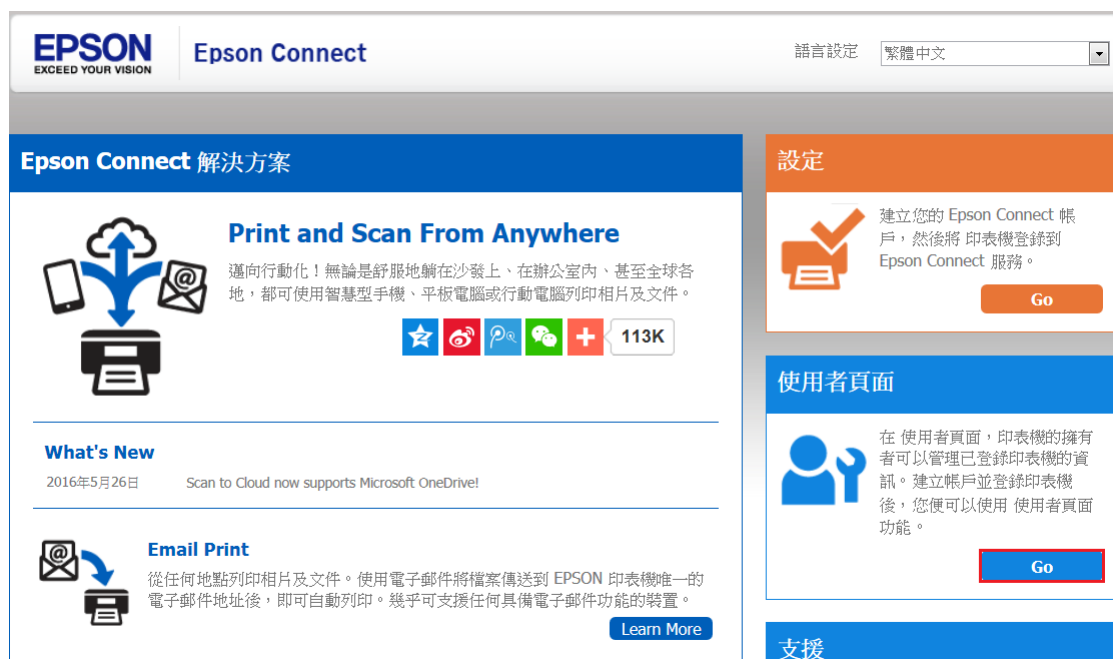 EPSON
EXCEED YOUR VISION
Epson Connect
語言設定
繁體中文
Epson Connect 解決方案
Print and Scan From Anywhere
邁向行動化！無論是舒服地躺在沙發上、在辦公室內、甚至全球各
地，都可使用智慧型手機、平板電腦或行動電腦列印相片及文件。
113K
What's New
2016年5月26日 Scan to Cloud now supports Microsoft OneDrive!
Email Print
從任何地點列印相片及文件。使用電子郵件將檔案傳送到 EPSON 印表機唯一的
電子郵件地址後，即可自動列印。幾乎可支援任何具備電子郵件功能的裝置。
Learn More
設定
建立您的 Epson Connect 帳
戶，然後將 印表機登錄到
Epson Connect 服務。
Go
使用者頁面
在 使用者頁面，印表機的擁有
者可以管理已登錄印表機的資
訊。建立帳戶並登錄印表機
後，您便可以使用 使用者頁面
功能。
Go
支援